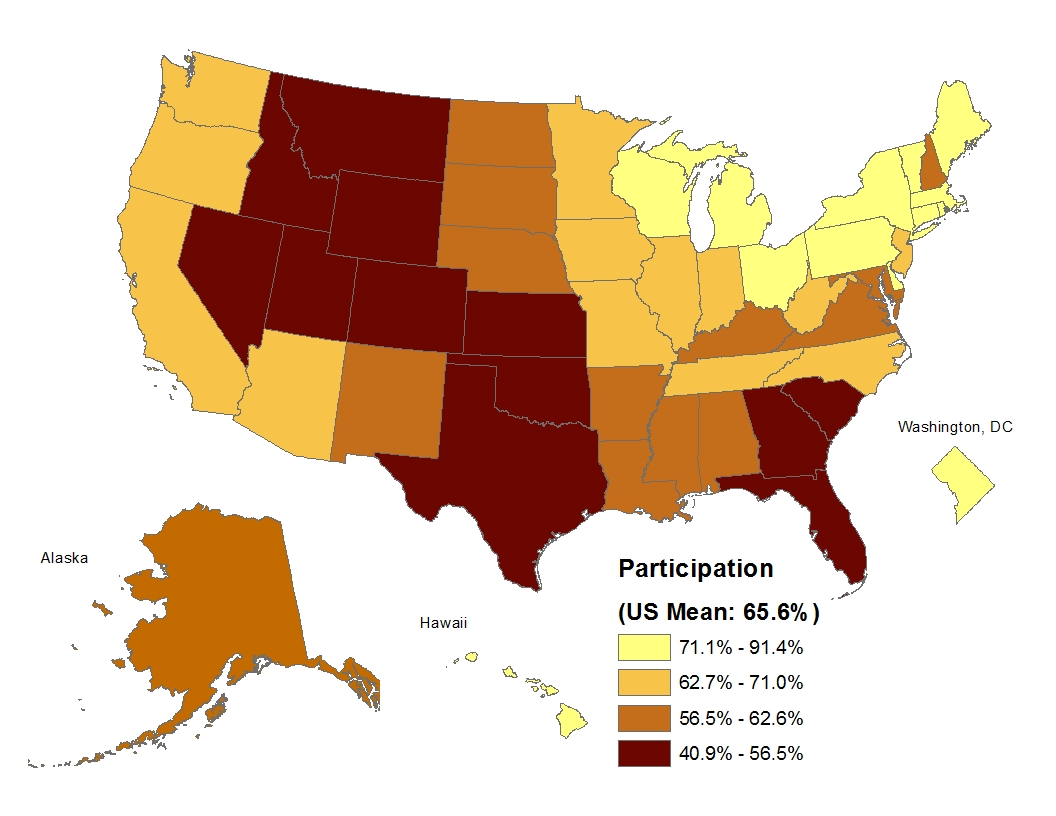 Washington, DC
Alaska
Hawaii
Participation
(US Mean: 65.6% )
71.1% - 91.4%
62.7% - 71.0%
56.5% - 62.6%
40.9% - 56.5%